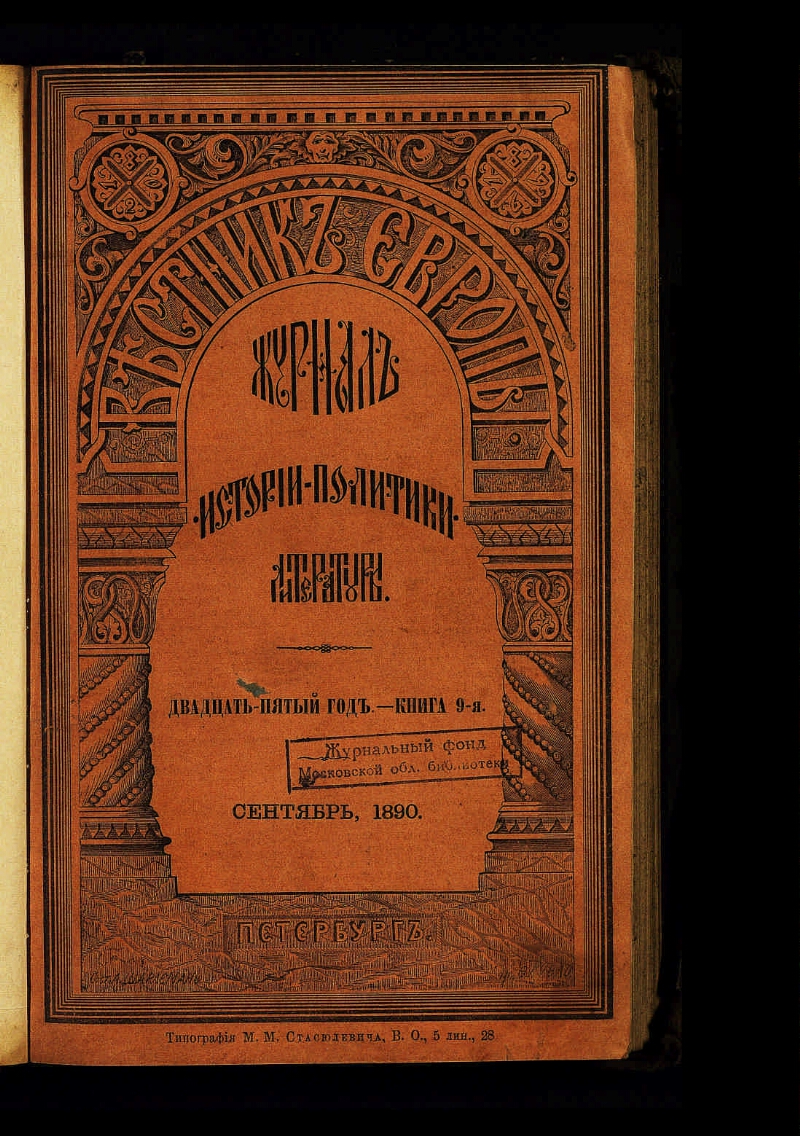 ВѢСТНИКЪ ЕВРОПЫ
ЖУРНАЛЪ
ИСТОРІИ-ПОЛИТИКИ
ЛИТЕРАТУРЫ.
ДВАДЦАТЬ-ПЯТЫЙ ГОДЪ.—КНИГА 9-я.
Журнальный фонд
Московской обл. библиотеки
СЕНТЯБРЬ, 1890.
ПЕТЕРБУРГЪ.
Типографія М. М. Стасюлевича, В. О., 5 лин., 28